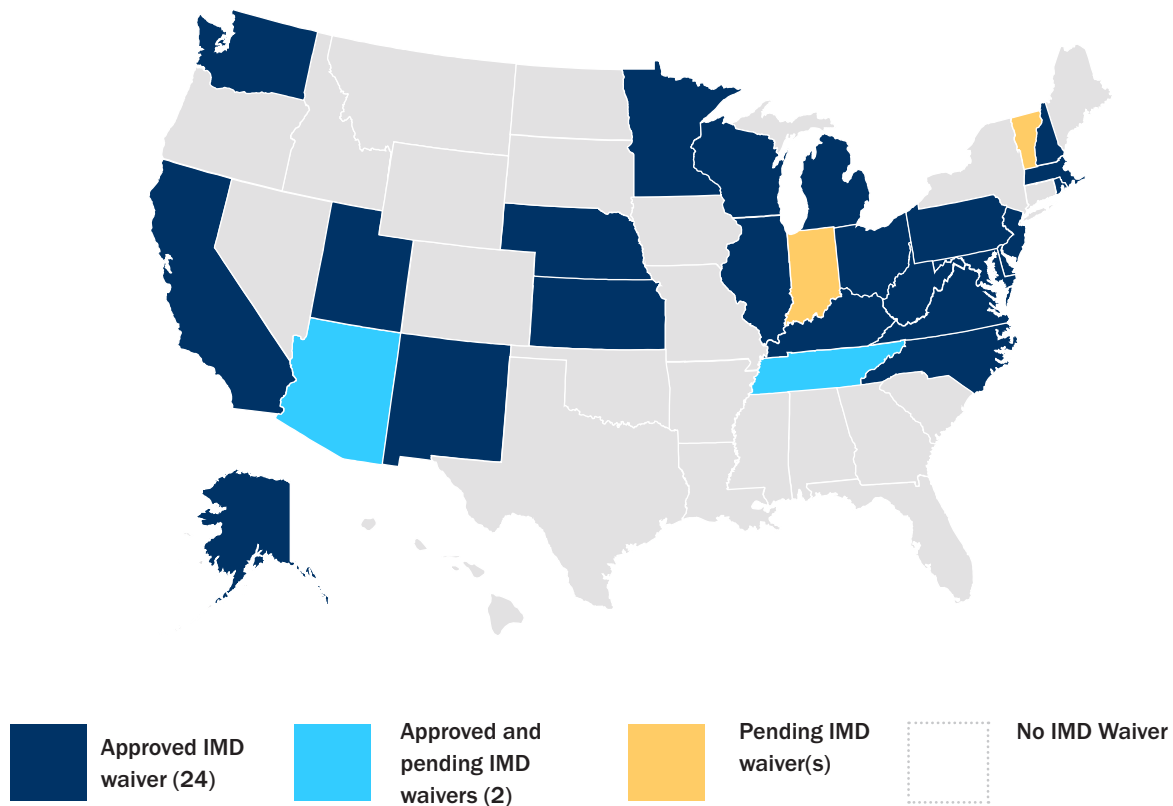 Approved IMD
waiver (24)
Approved and
pending IMD
waivers (2)
Pending IMD
waiver(s)
No IMD Waiver